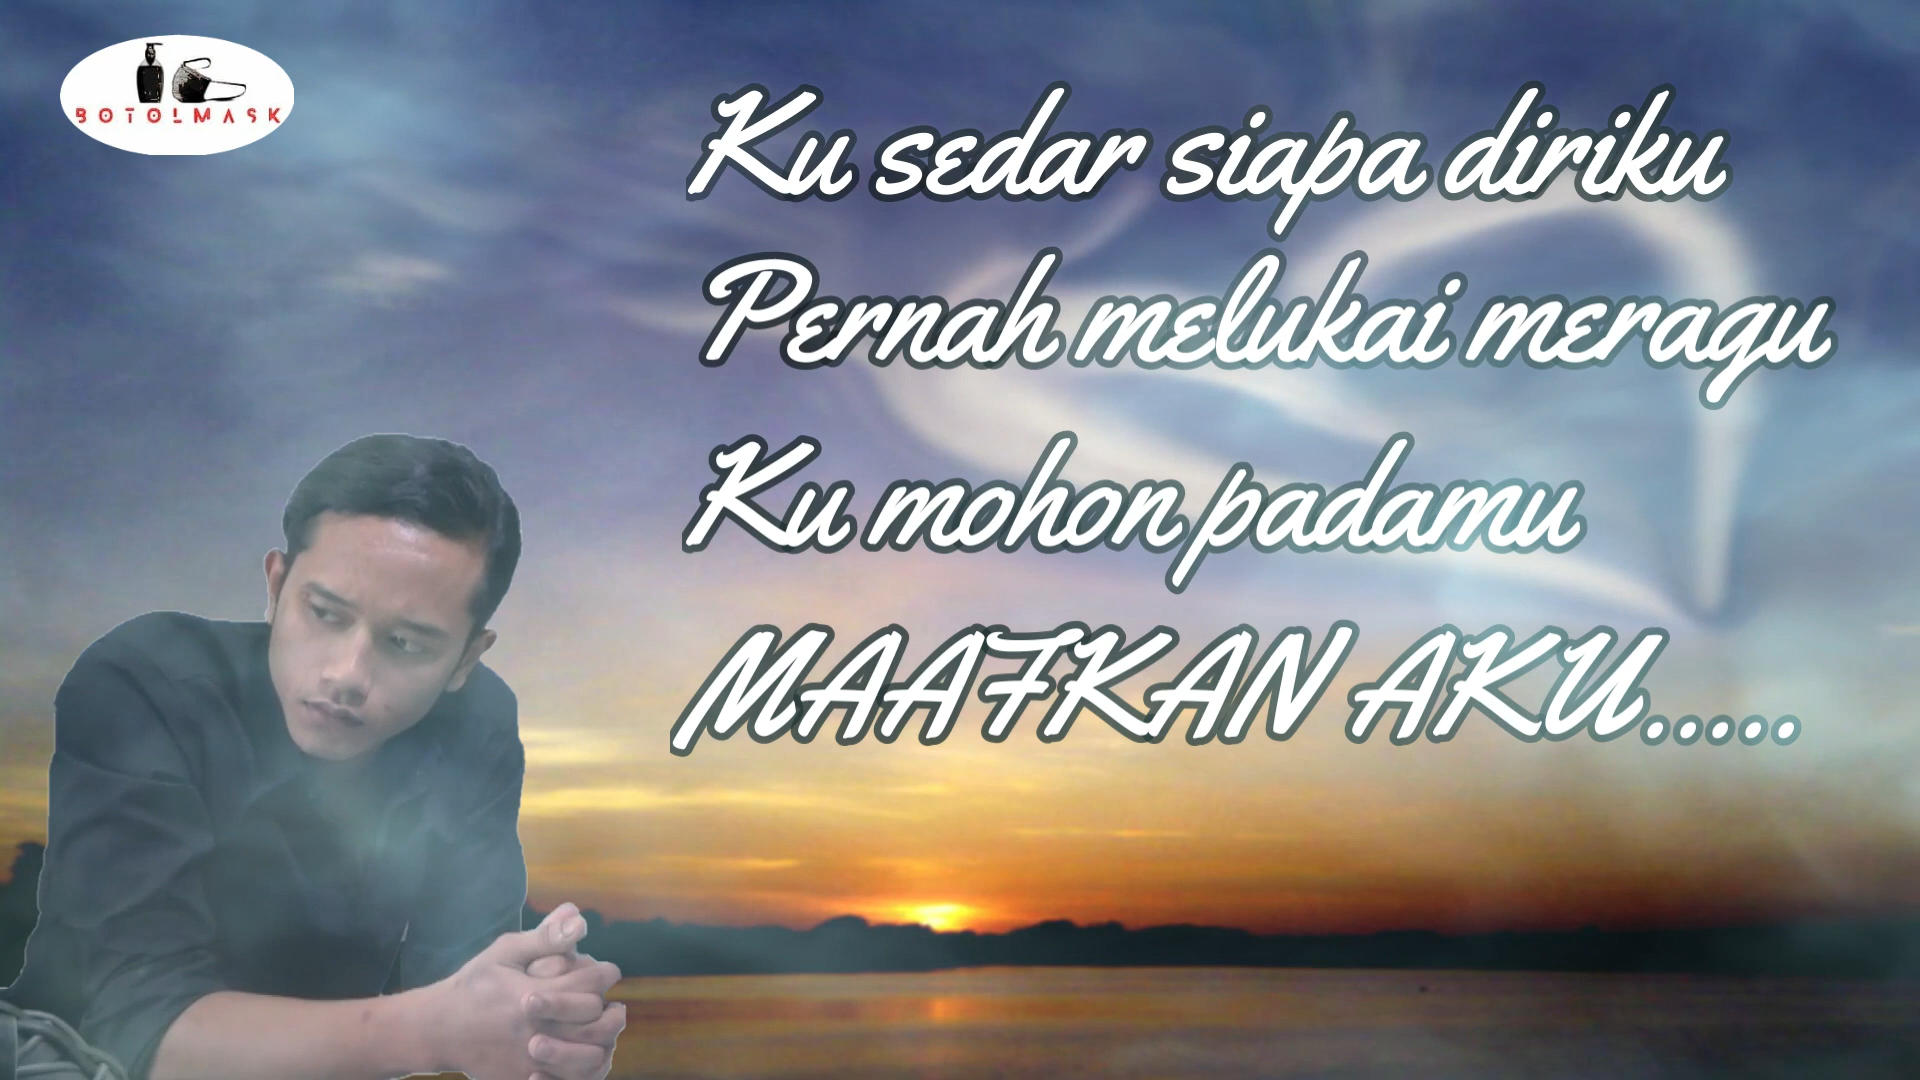 BOTOLMASK
Ku sedar siapa diriku
Pernah melukai meragu
Ku mohon padamu
MAAFKAN AKU.....